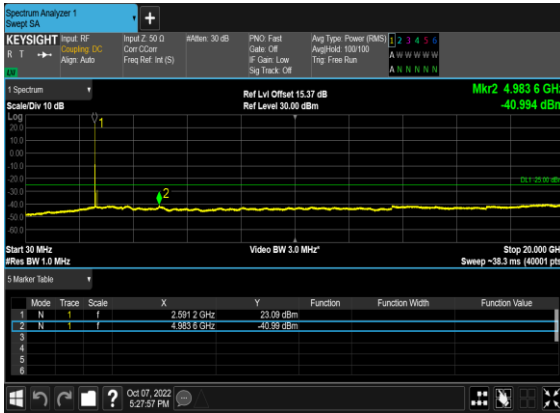 Spectrum Analyzer 1
Swept SA
KEYSIGHT Input: RF Input Z: 50 Ω #Atten: 30 dB PNO: Fast Avg Type: Power (RMS) 1 2 3 4 5 6
R T Coupling: DC Corr CCorr Gate: Off Avg|Hold: 100/100 A W W W W W
Align: Auto Freq Ref: Int (S) IF Gain: Low Trig: Free Run
Sig Track: Off A N N N N N
1 Spectrum
Ref Lvl Offset 15.37 dB Mkr2 4.983 6 GHz
Scale/Div 10 dB Ref Level 30.00 dBm -40.994 dBm
Log
20.0
10.0
0.00
-10.0
-20.0
-30.0
-40.0
-50.0
-60.0
1
2
DL1 -25.00 dBm
Start 30 MHz Video BW 3.0 MHz* Stop 20.000 GHz
#Res BW 1.0 MHz Sweep ~38.3 ms (40001 pts)
5 Marker Table
Mode Trace Scale X Y Function Function Width Function Value
1 N 1 f 2.591 2 GHz 23.09 dBm
2 N 1 f 4.983 6 GHz -40.99 dBm
3
4
5
6
Oct 07, 2022
5:27:57 PM